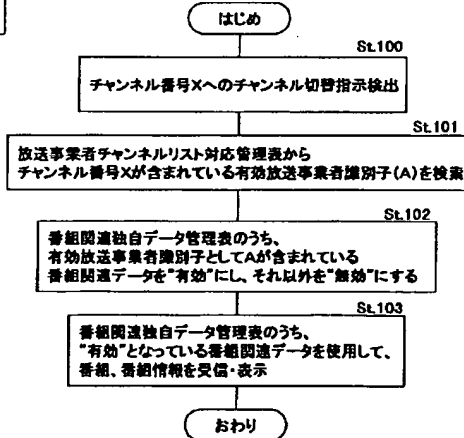 はじめ
St.100
チャンネル番号Xへのチャンネル切替指示検出
St.101
放送事業者チャンネルリスト対応管理表から
チャンネル番号Xが含まれている有効放送事業者識別子(A)を検索
St.102
番組関連独自データ管理表のうち、
有効放送事業者識別子としてAが含まれている
番組関連データを"有効"にし、それ以外を"無効"にする
St.103
番組関連独自データ管理表のうち、
"有効"となっている番組関連データを使用して、
番組、番組情報を受信・表示
おわり